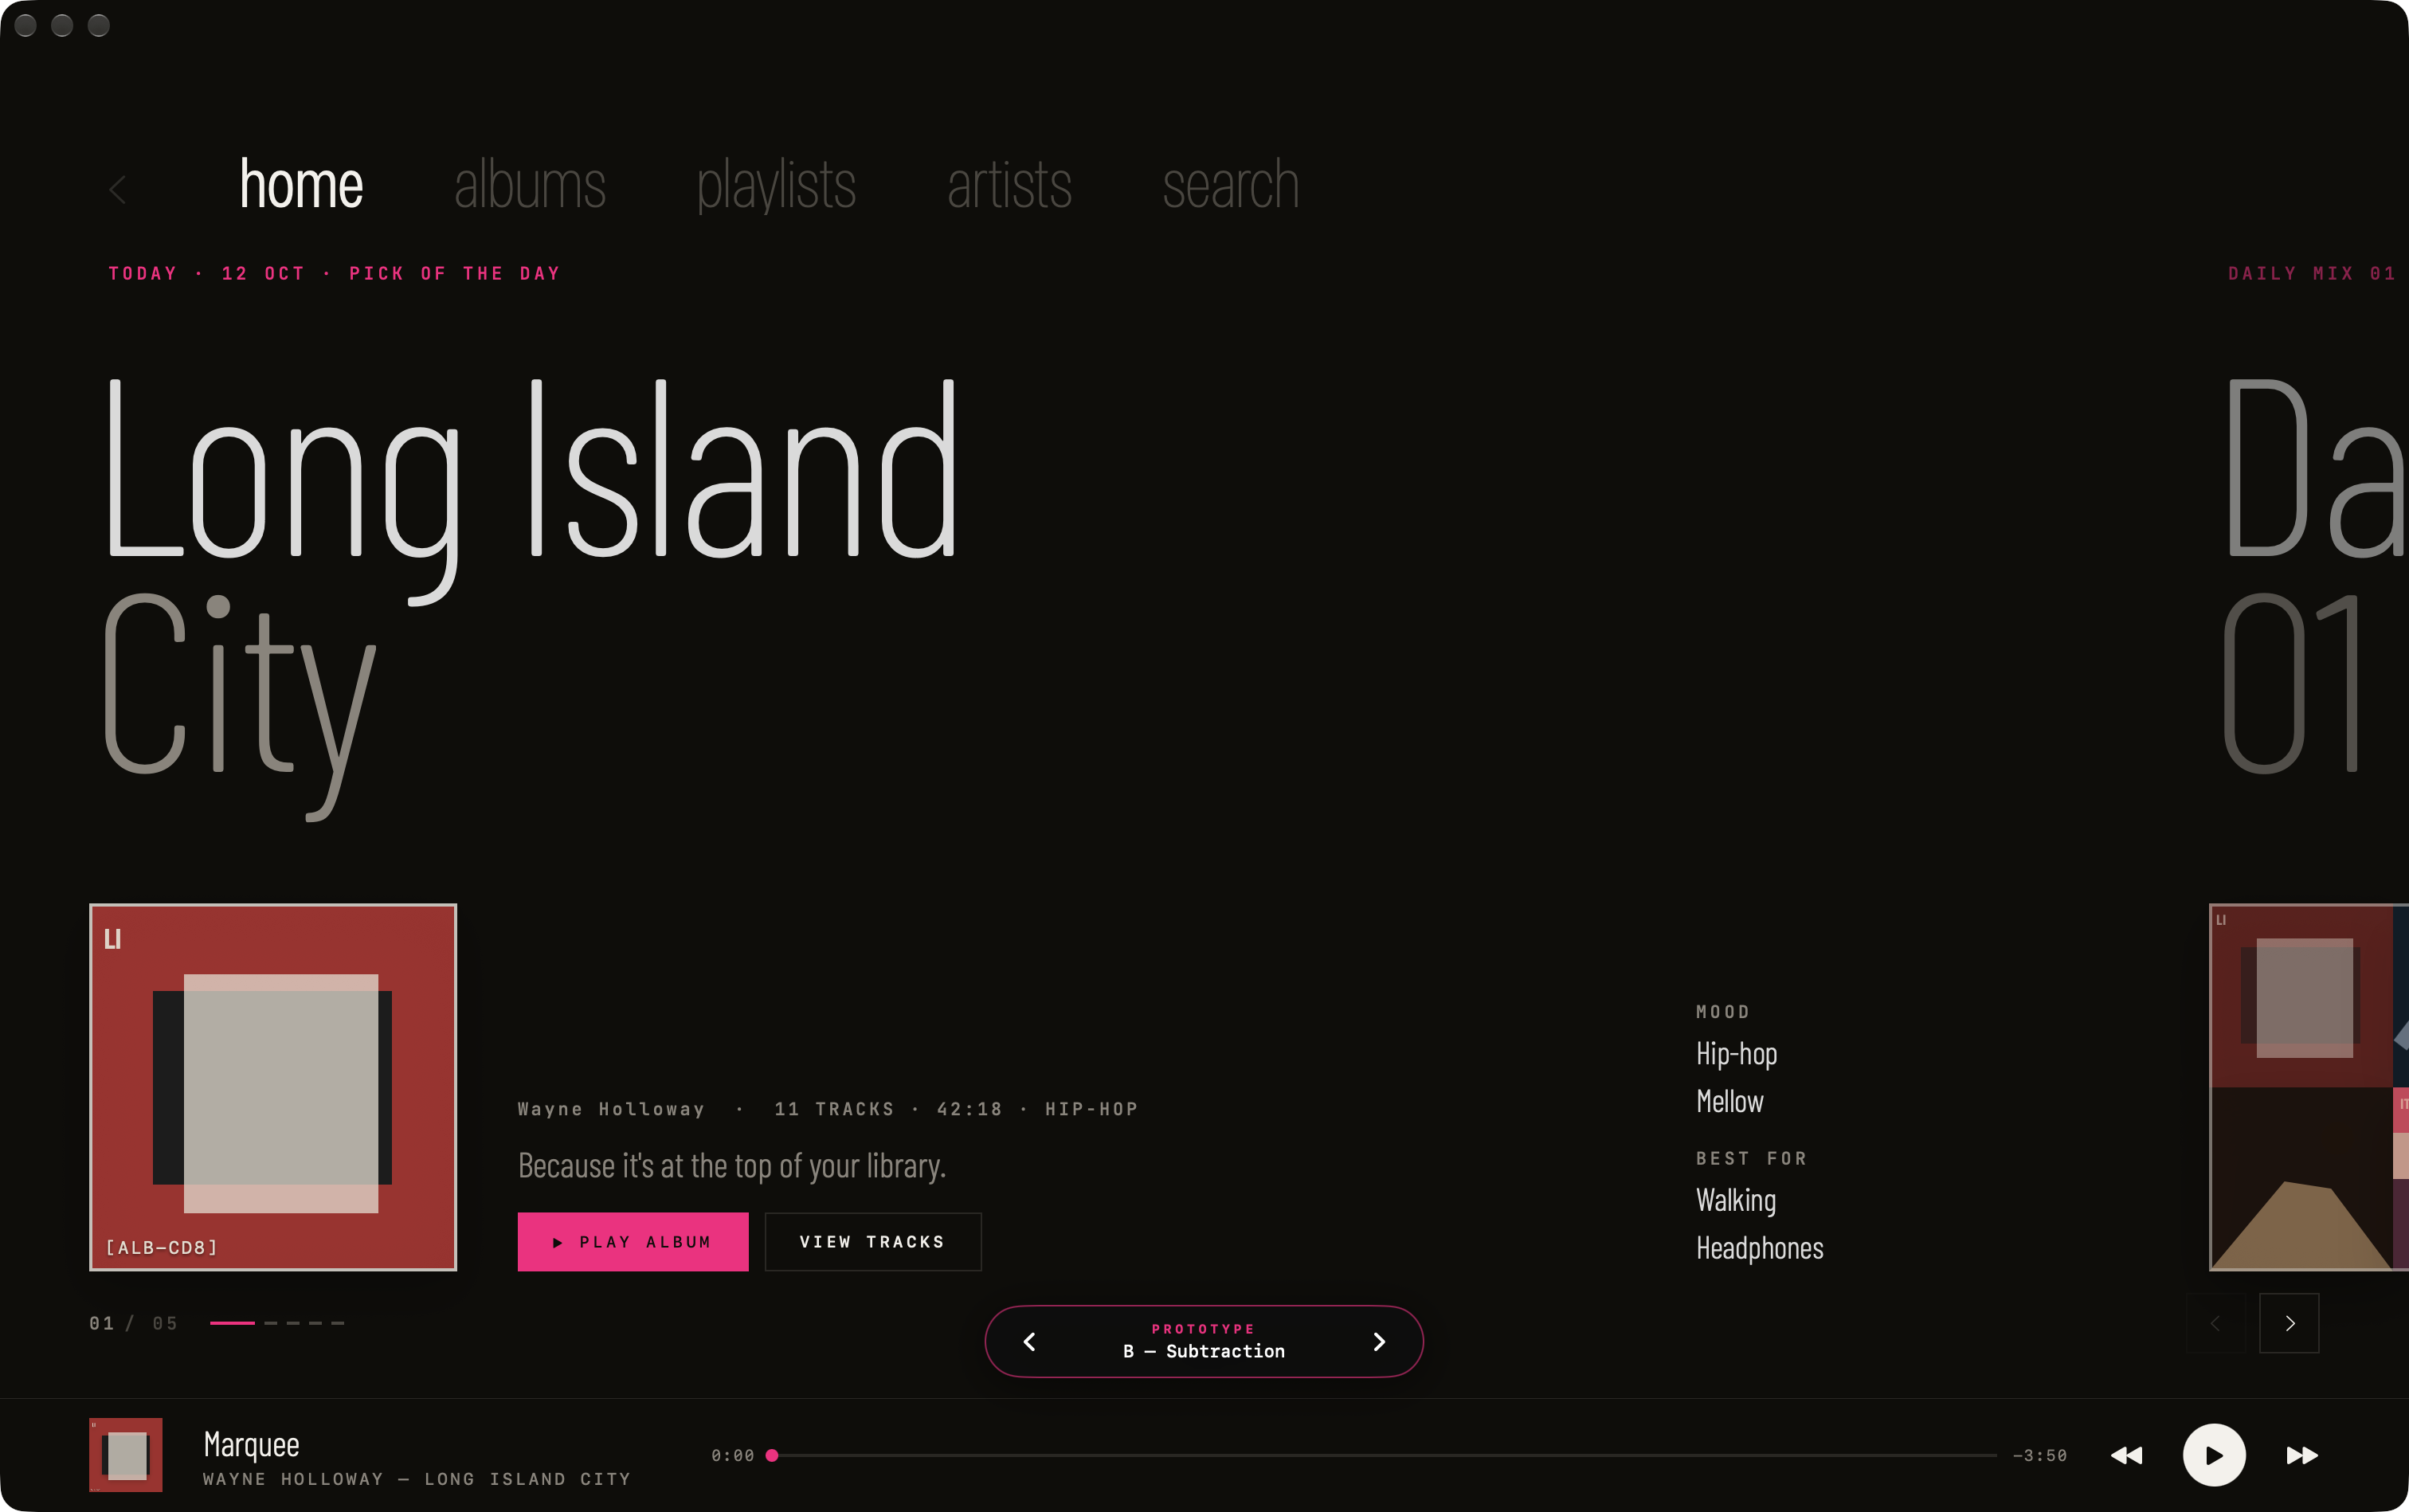 home albums playlists artists search
TODAY · 12 OCT · PICK OF THE DAY
DAILY MIX 01
Long Island
City
Da
01
LI
[ALB—CD8]
Wayne Holloway · 11 TRACKS · 42:18 · HIP-HOP
Because it's at the top of your library.
▶ PLAY ALBUM
VIEW TRACKS
MOOD
Hip-hop
Mellow
BEST FOR
Walking
Headphones
LI
IT
01 / 05
PROTOTYPE
B — Subtraction
Marquee
WAYNE HOLLOWAY — LONG ISLAND CITY
0:00
—3:50